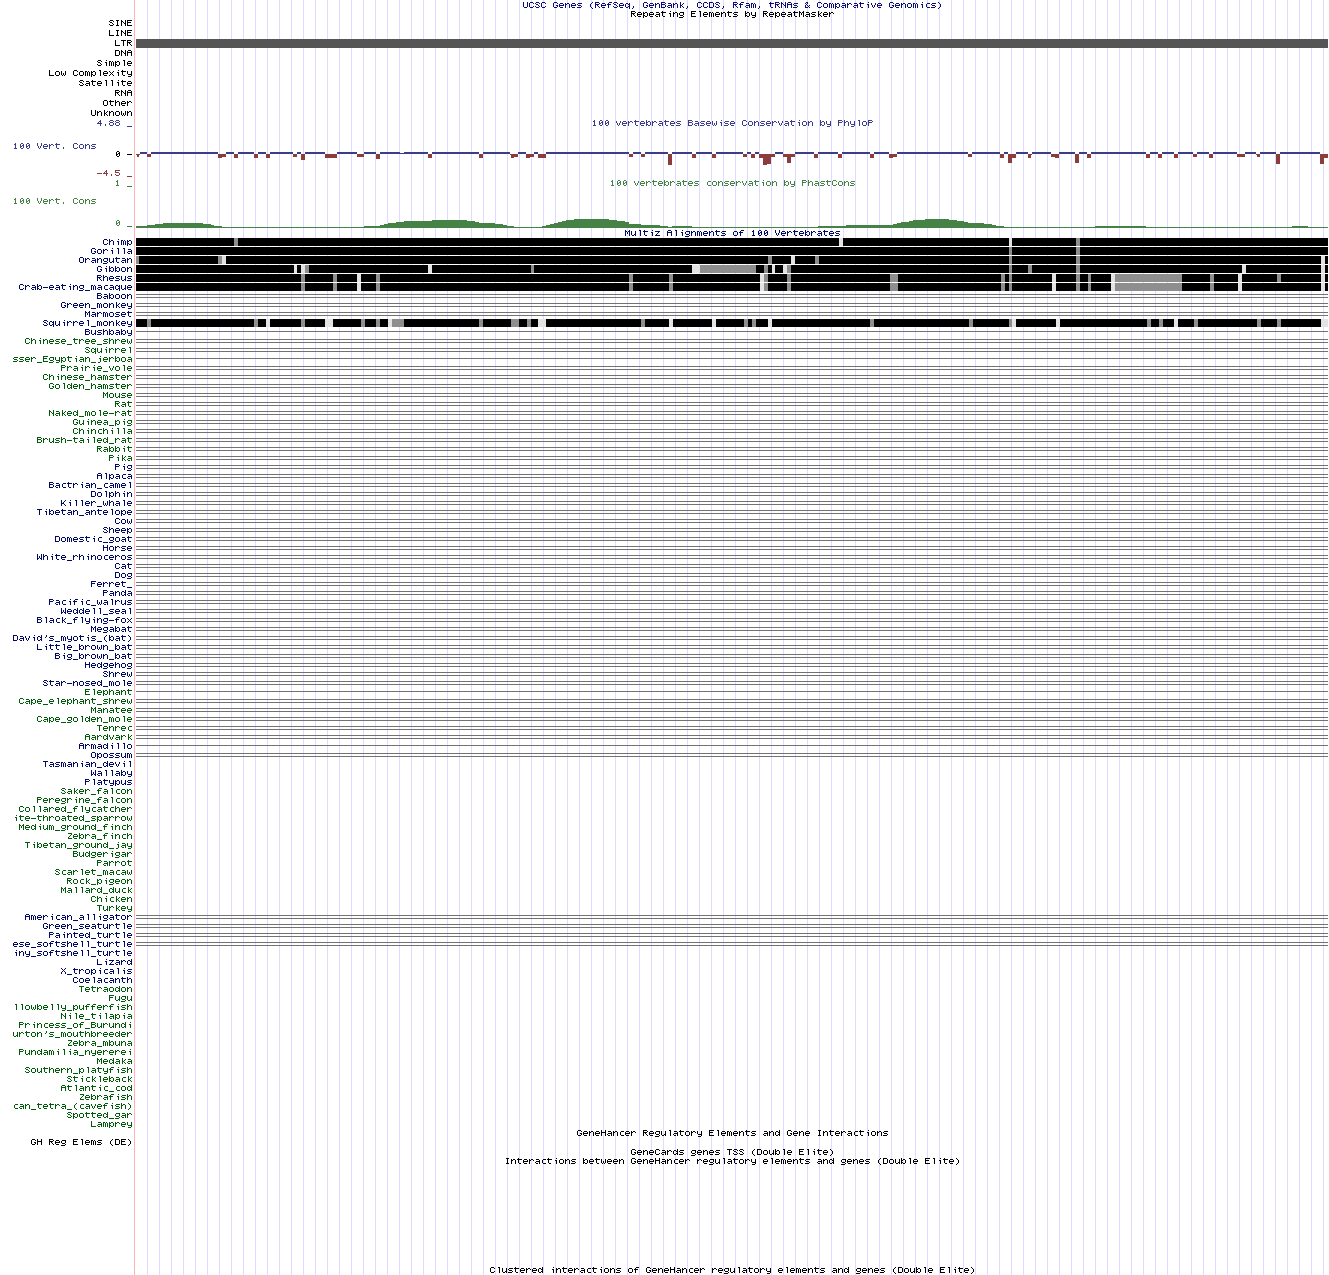 UCSC Genes (RefSeq, GenBank, CCDS, Rfam, tRNAs & Comparative Genomics)
Repeating Elements by RepeatMasker
SINE
LINE
LTR
DNA
Simple
Low Complexity
Satellite
RNA
Other
Unknown
4.88 _
100 vertebrates Basewise Conservation by PhyloP
100 Vert. Cons
0 _
-4.5 _
1 _
100 vertebrates conservation by PhastCons
100 Vert. Cons
0 _
Multiz Alignments of 100 Vertebrates
Chimp
Gorilla
Orangutan
Gibbon
Rhesus
Crab-eating_macaque
Baboon
Green_monkey
Marmoset
Squirrel_monkey
Bushbaby
Chinese_tree_shrew
Squirrel
sser_Egyptian_jerboa
Prairie_vole
Chinese_hamster
Golden_hamster
Mouse
Rat
Naked_mole-rat
Guinea_pig
Chinchilla
Brush-tailed_rat
Rabbit
Pika
Pig
Alpaca
Bactrian_camel
Dolphin
Killer_whale
Tibetan_antelope
Cow
Sheep
Domestic_goat
Horse
White_rhinoceros
Cat
Dog
Ferret_
Panda
Pacific_walrus
Weddell_seal
Black_flying-fox
Megabat
David's_myotis_(bat)
Little_brown_bat
Big_brown_bat
Hedgehog
Shrew
Star-nosed_mole
Elephant
Cape_elephant_shrew
Manatee
Cape_golden_mole
Tenrec
Aardvark
Armadillo
Opossum
Tasmanian_devil
Wallaby
Platypus
Saker_falcon
Peregrine_falcon
Collared_flycatcher
ite-throated_sparrow
Medium_ground_finch
Zebra_finch
Tibetan_ground_jay
Budgerigar
Parrot
Scarlet_macaw
Rock_pigeon
Mallard_duck
Chicken
Turkey
American_alligator
Green_seaturtle
Painted_turtle
ese_softshell_turtle
iny_softshell_turtle
Lizard
X_tropicalis
Coelacanth
Tetraodon
Fugu
llowbelly_pufferfish
Nile_tilapia
Princess_of_Burundi
urton's_mouthbreeder
Zebra_mbuna
Pundamilia_nyererei
Medaka
Southern_platyfish
Stickleback
Atlantic_cod
Zebrafish
can_tetra_(cavefish)
Spotted_gar
Lamprey
GeneHancer Regulatory Elements and Gene Interactions
GH Reg Elems (DE)
GeneCards genes TSS (Double Elite)
Interactions between GeneHancer regulatory elements and genes (Double Elite)
Clustered interactions of GeneHancer regulatory elements and genes (Double Elite)